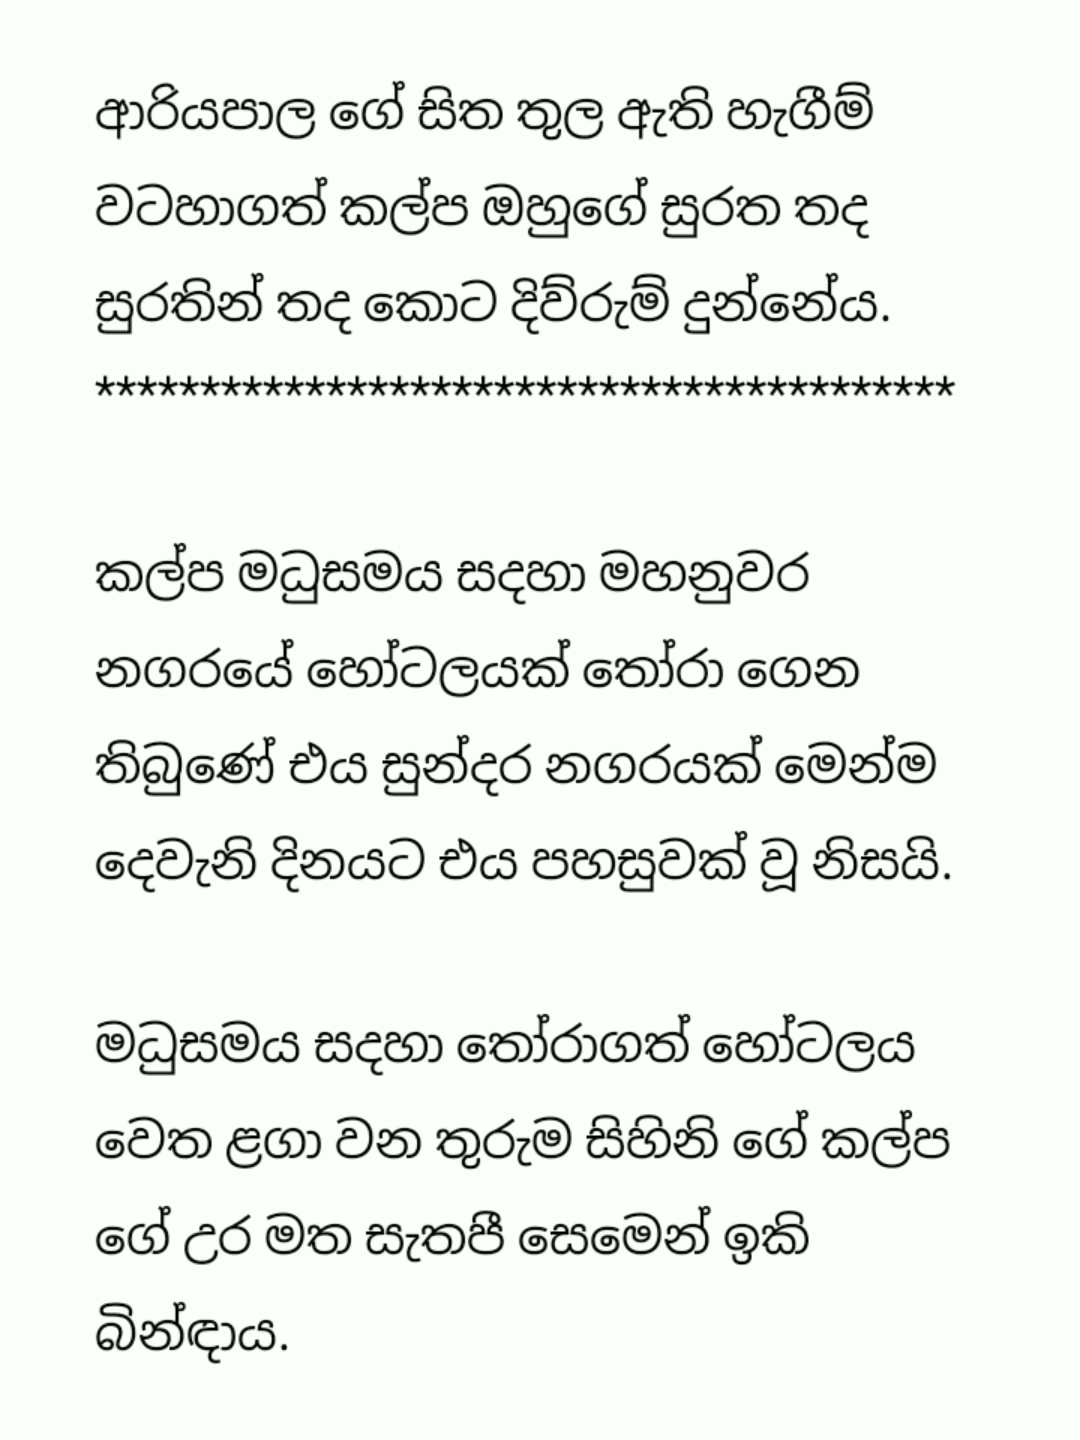 ආරියපාල ගේ සිත තුල ඇති හැගීම්
වටහාගත් කල්ප ඔහුගේ සුරත තද
සුරතින් තද කොට දිව්රුම් දුන්නේය.
*****************************************
කල්ප මධුසමය සදහා මහනුවර
නගරයේ හෝටලයක් තෝරා ගෙන
තිබුණේ එය සුන්දර නගරයක් මෙන්ම
දෙවැනි දිනයට එය පහසුවක් වූ නිසයි.
මධුසමය සදහා තෝරාගත් හෝටලය
වෙත ළගා වන තුරුම සිහිනි ගේ කල්ප
ගේ උර මත සැතපී සෙමෙන් ඉකි
බින්ඳාය.